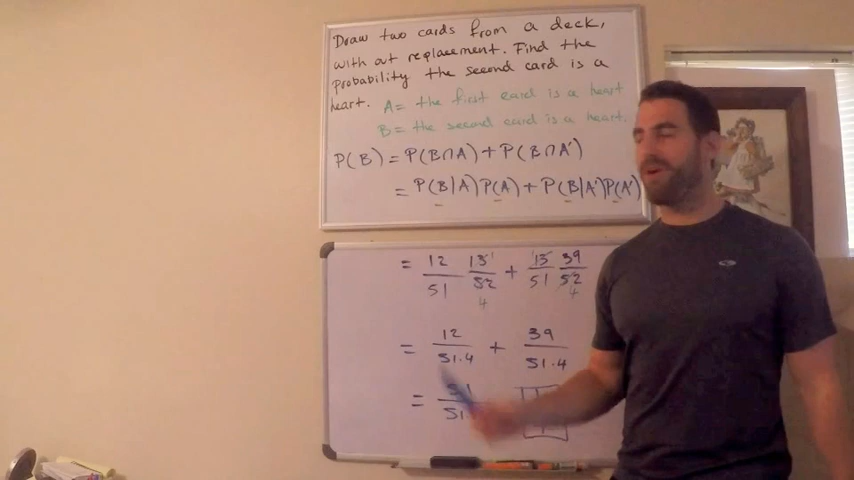 Draw two cards from a deck,
with out replacement. Find the
probability the second card is a
heart. A = the first card is a heart
B = the second card is a heart.
P(B) = P(B∩A) + P(B∩A')
= P(B|A)P(A) + P(B|A')P(A')
= 12/51 13/52 + 13/51 39/52
= 12/51·4 + 39/51·4
= 51/51